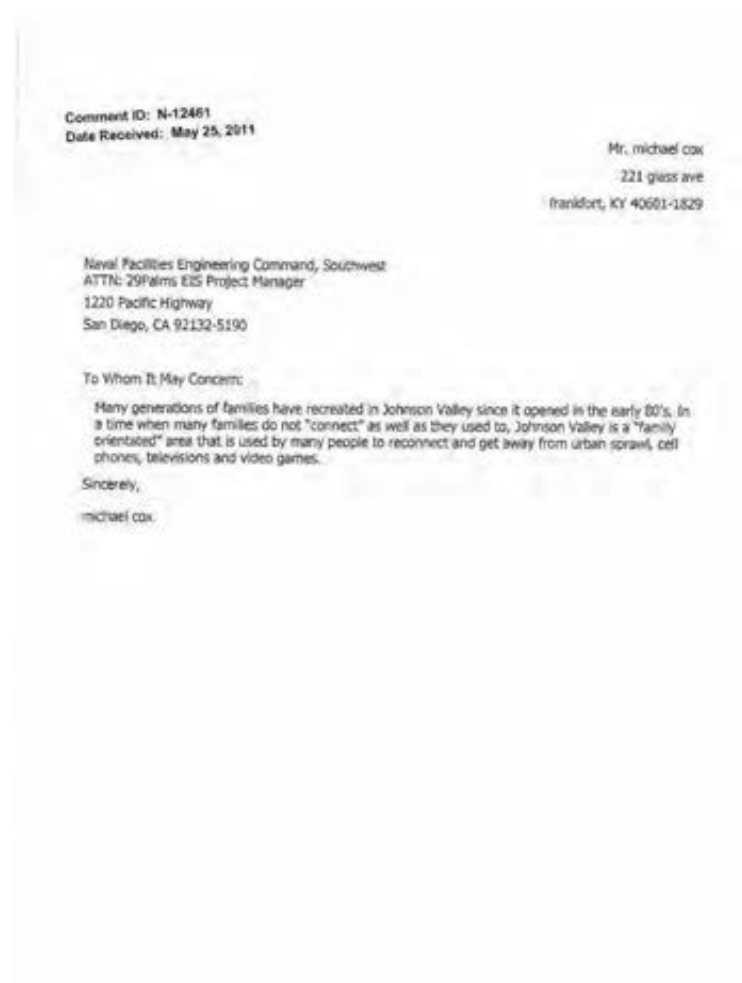 Comment ID: N-12461
Date Received: May 25, 2011
Mr. michael cox
221 glass ave
frankfort, KY 40601-1829
Naval Facilities Engineering Command, Southwest
ATTN: 29Palms EIS Project Manager
1220 Pacific Highway
San Diego, CA 92132-5190
To Whom It May Concern:
Many generations of families have recreated in Johnson Valley since it opened in the early 80's. In
a time when many families do not "connect" as well as they used to, Johnson Valley is a "family
orientated" area that is used by many people to reconnect and get away from urban sprawl, cell
phones, televisions and video games.
Sincerely,
michael cox